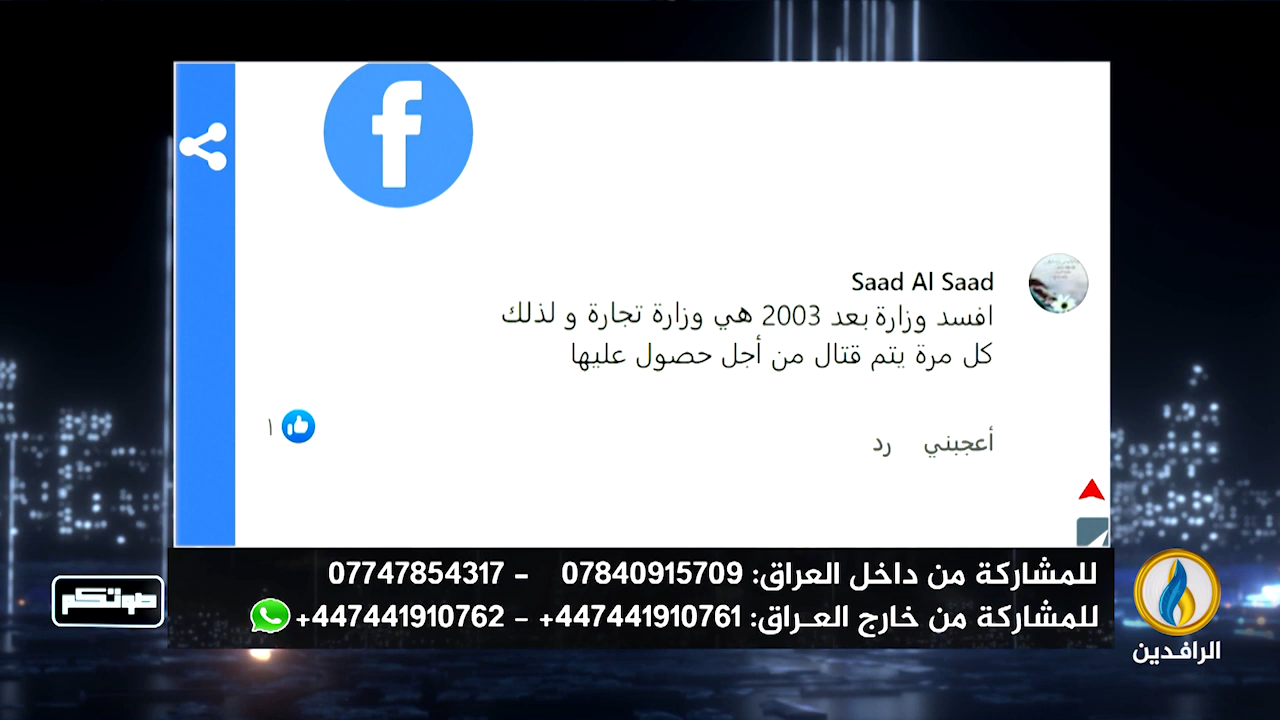 Saad Al Saad
افسد وزارة بعد 2003 هي وزارة تجارة و لذلك
كل مرة يتم قتال من أجل حصول عليها
أعجبني رد
١
للمشاركة من داخل العراق: 07840915709 - 07747854317
للمشاركة من خارج العـراق: 447441910761+ - 447441910762+
صوتكم
الرافدين